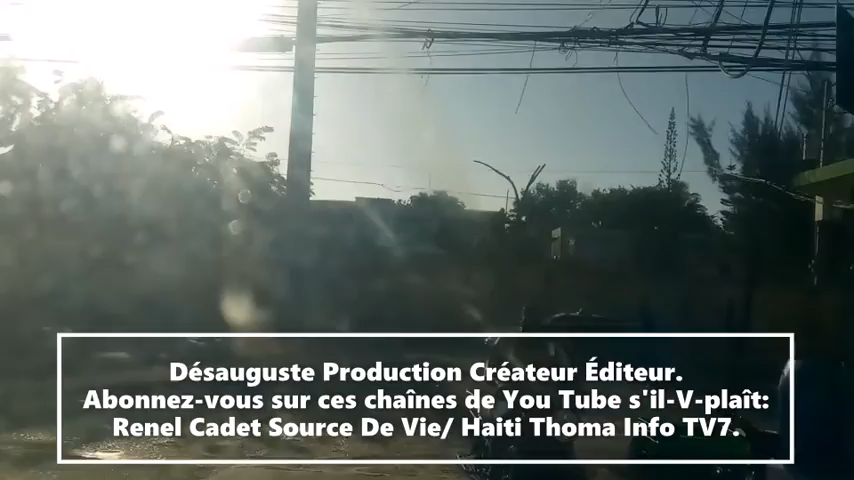 Désauguste Production Créateur Éditeur.
Abonnez-vous sur ces chaînes de You Tube s'il-V-plaît:
Renel Cadet Source De Vie/ Haiti Thoma Info TV7.